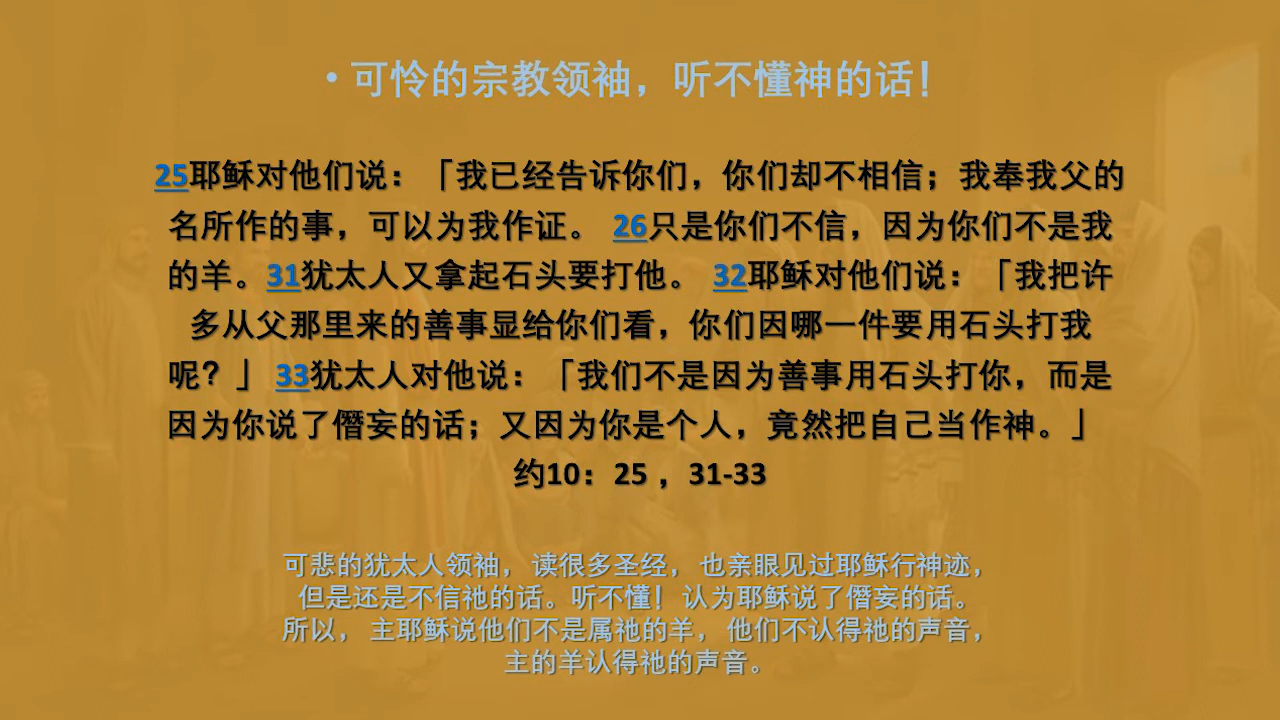 • 可怜的宗教领袖，听不懂神的话！
25耶稣对他们说：「我已经告诉你们，你们却不相信；我奉我父的
名所作的事，可以为我作证。 26只是你们不信，因为你们不是我
的羊。31犹太人又拿起石头要打他。 32耶稣对他们说：「我把许
多从父那里来的善事显给你们看，你们因哪一件要用石头打我
呢？」 33犹太人对他说：「我们不是因为善事用石头打你，而是
因为你说了僭妄的话；又因为你是个人，竟然把自己当作神。」
约10：25 ，31-33
可悲的犹太人领袖， 读很多圣经， 也亲眼见过耶稣行神迹，
但是还是不信祂的话。听不懂！ 认为耶稣说了僭妄的话。
所以， 主耶稣说他们不是属祂的羊， 他们不认得祂的声音，
主的羊认得祂的声音。